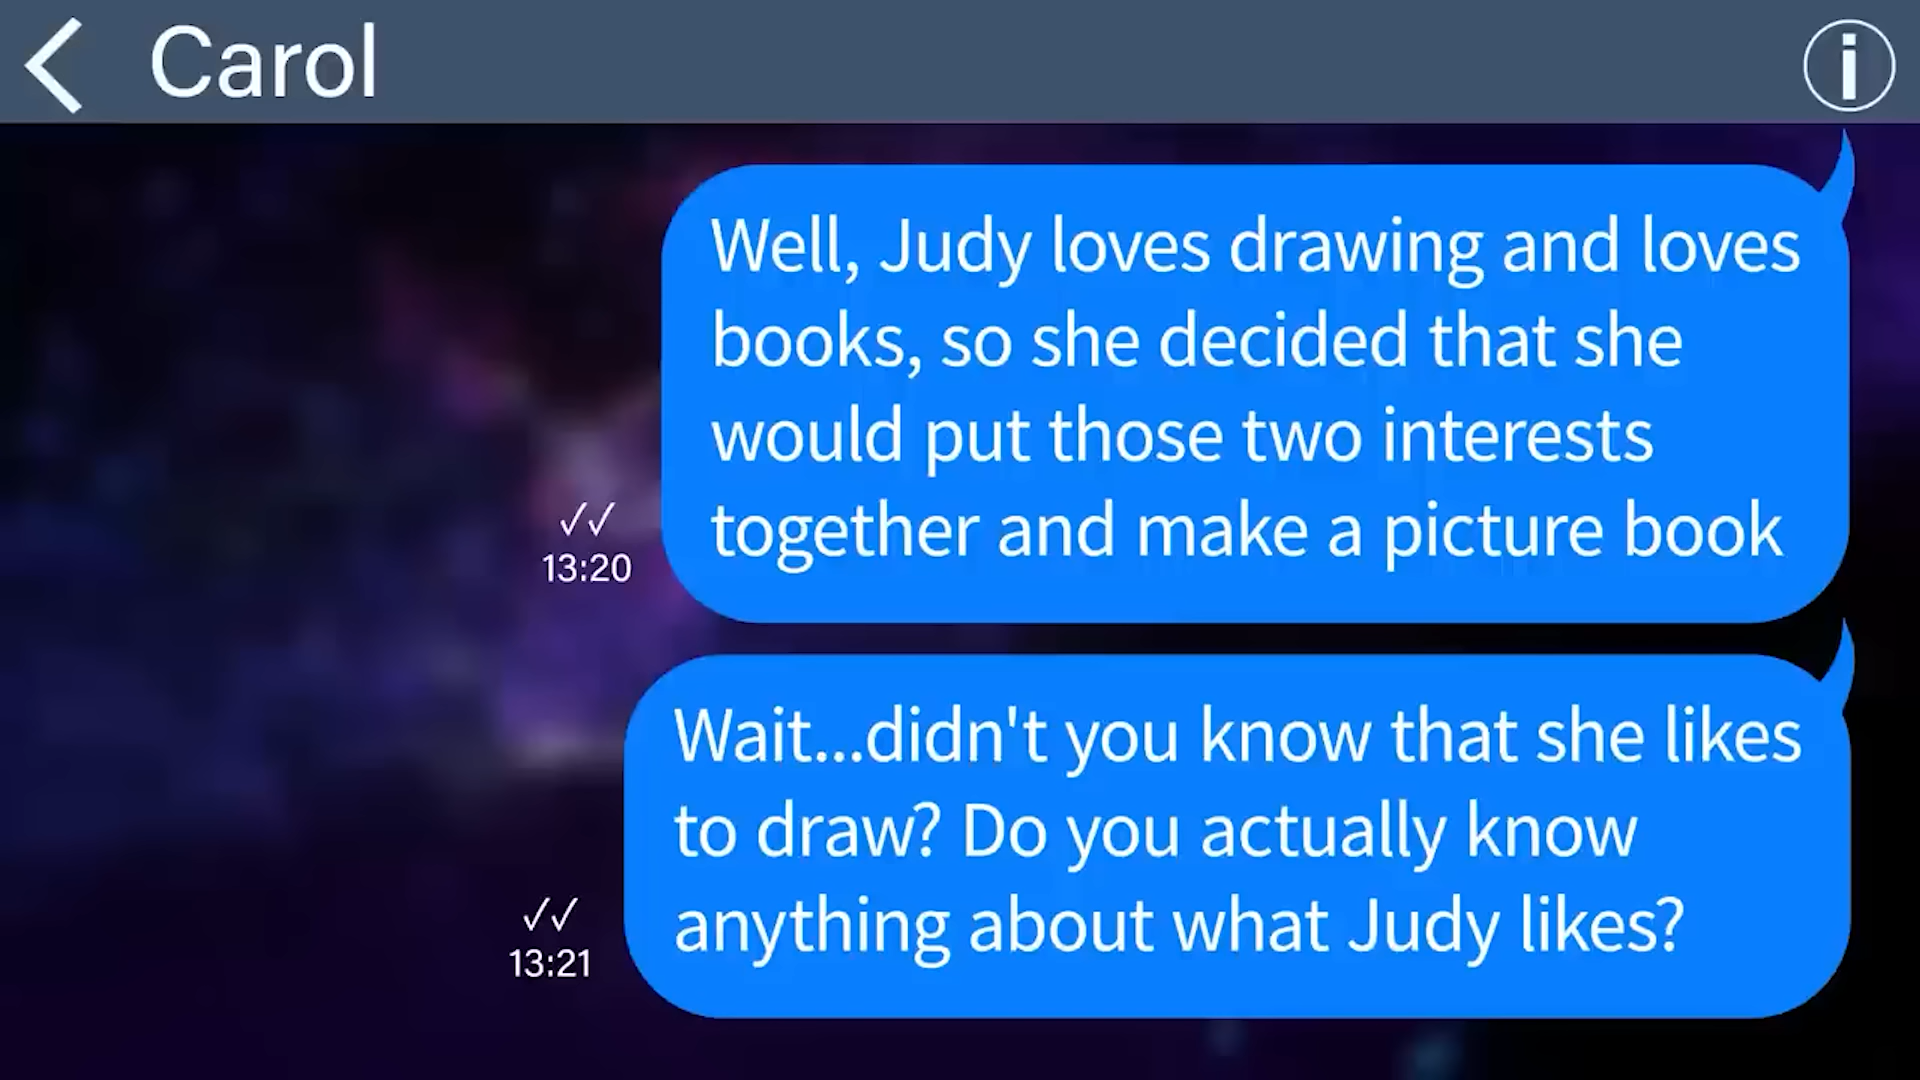 Carol
Well, Judy loves drawing and loves
books, so she decided that she
would put those two interests
together and make a picture book
✓✓
13:20
Wait...didn't you know that she likes
to draw? Do you actually know
anything about what Judy likes?
✓✓
13:21